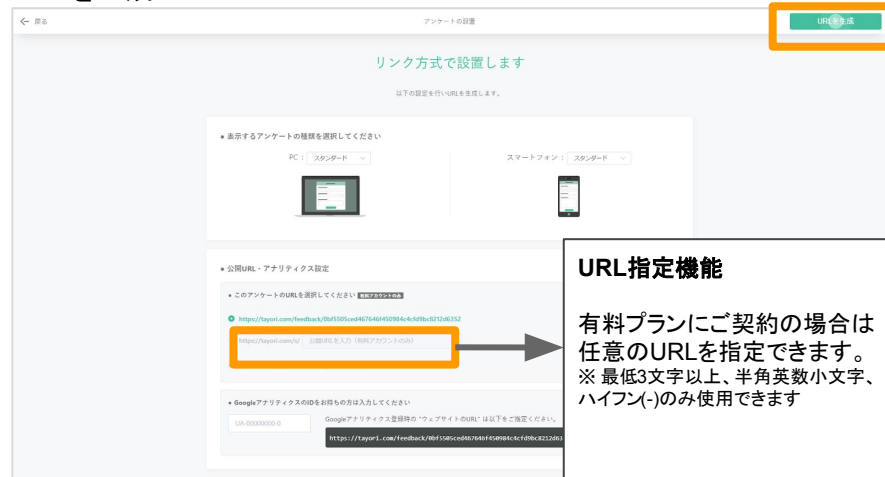 ← 戻る
アンケートの設置
URLを生成
リンク方式で設置します
以下の設定を行いURLを生成します。
● 表示するアンケートの種類を選択してください
PC： スタンダード
スマートフォン： スタンダード
● 公開URL・アナリティクス設定
● このアンケートのURLを選択してください 有料アカウントのみ
https://tayori.com/feedback/0bf5505ced467646f450984c4cfd9bc8212d6352
https://tayori.com/s/ 公開URLを入力（有料アカウントのみ）
● GoogleアナリティクスのIDをお持ちの方は入力してください
UA-00000000-0
Googleアナリティクス登録時の "ウェブサイトのURL" は以下をご指定ください。
https://tayori.com/feedback/0bf5505ced467646f450984c4cfd9bc8212d63
URL指定機能
有料プランにご契約の場合は
任意のURLを指定できます。
※ 最低3文字以上、半角英数小文字、
ハイフン(-)のみ使用できます